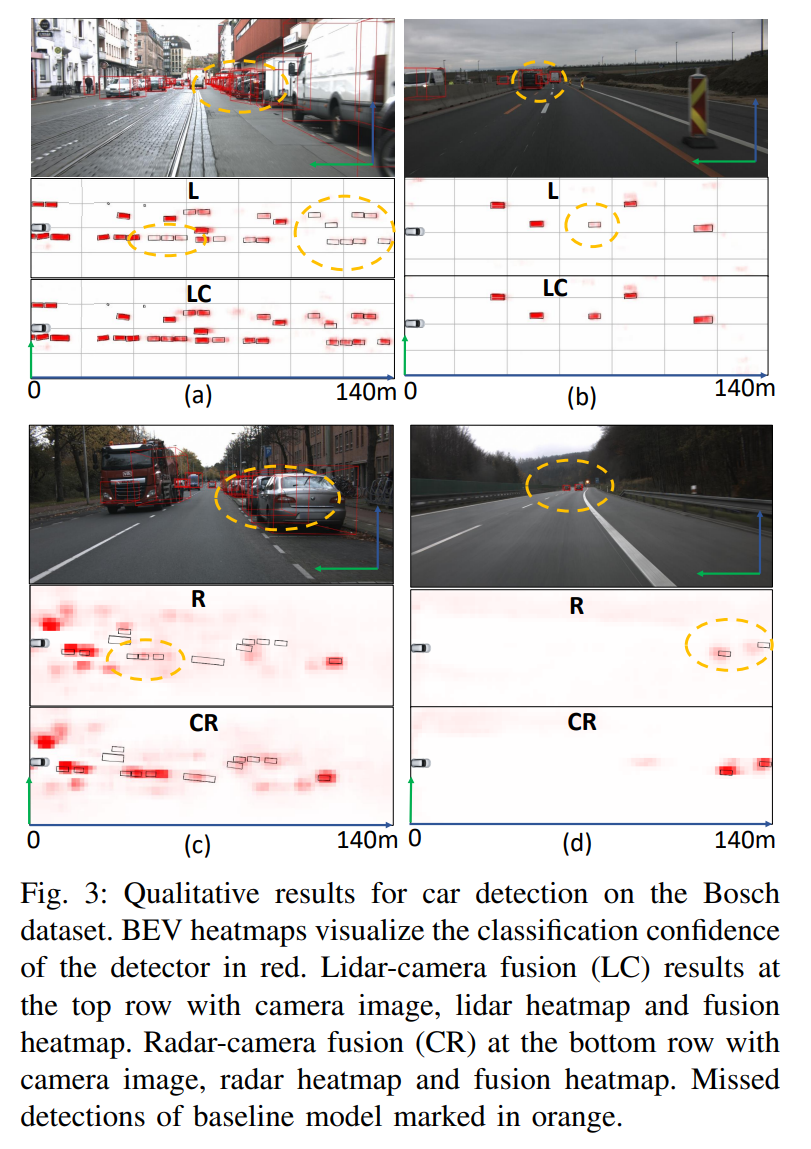 L
L
LC
LC
0
140m
0
140m
(a)
(b)
R
R
CR
CR
0
140m
0
140m
(c)
(d)
Fig. 3: Qualitative results for car detection on the Bosch
dataset. BEV heatmaps visualize the classification confidence
of the detector in red. Lidar-camera fusion (LC) results at
the top row with camera image, lidar heatmap and fusion
heatmap. Radar-camera fusion (CR) at the bottom row with
camera image, radar heatmap and fusion heatmap. Missed
detections of baseline model marked in orange.